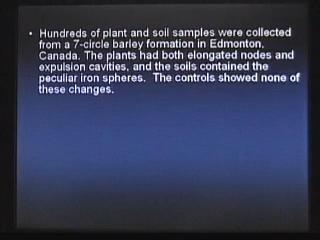 • Hundreds of plant and soil samples were collected
from a 7-circle barley formation in Edmonton,
Canada. The plants had both elongated nodes and
expulsion cavities, and the soils contained the
peculiar iron spheres.  The controls showed none of
these changes.